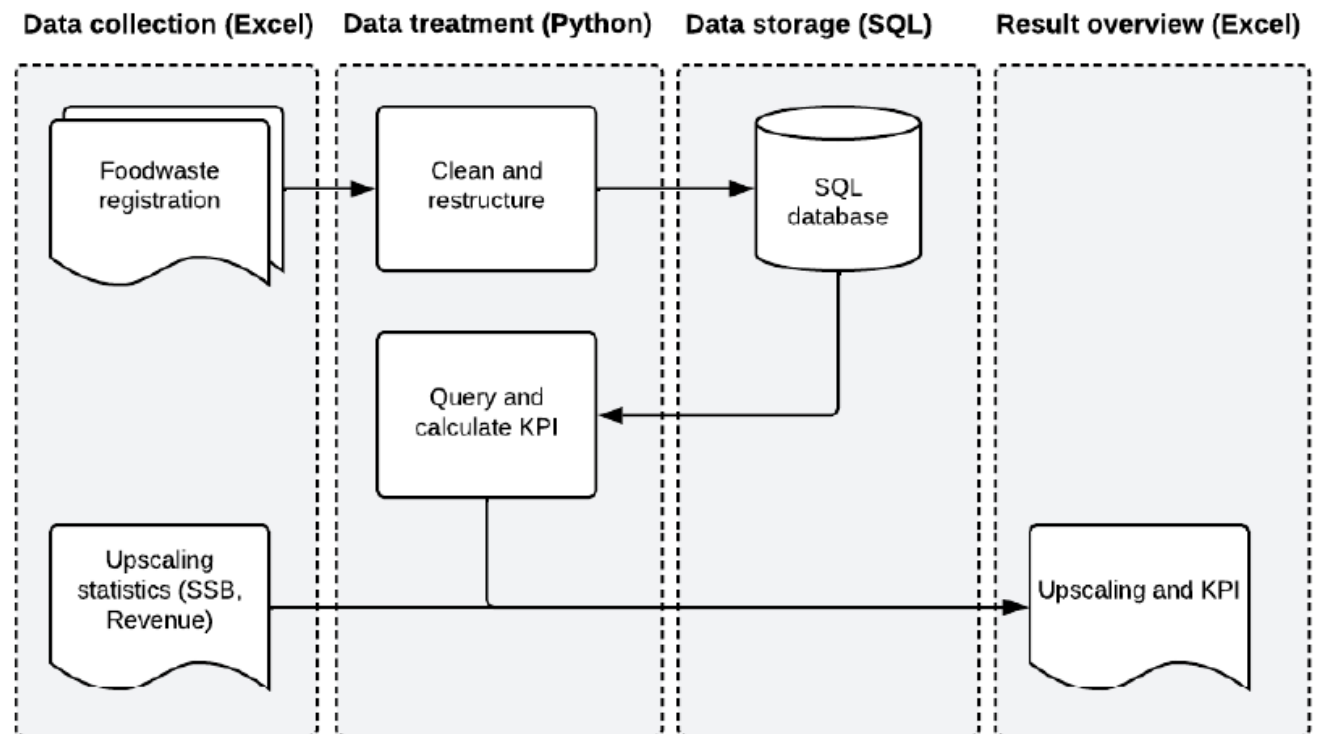 Data collection (Excel)
Data treatment (Python)
Data storage (SQL)
Result overview (Excel)
Foodwaste
registration
Clean and
restructure
SQL
database
Query and
calculate KPI
Upscaling
statistics (SSB,
Revenue)
Upscaling and KPI